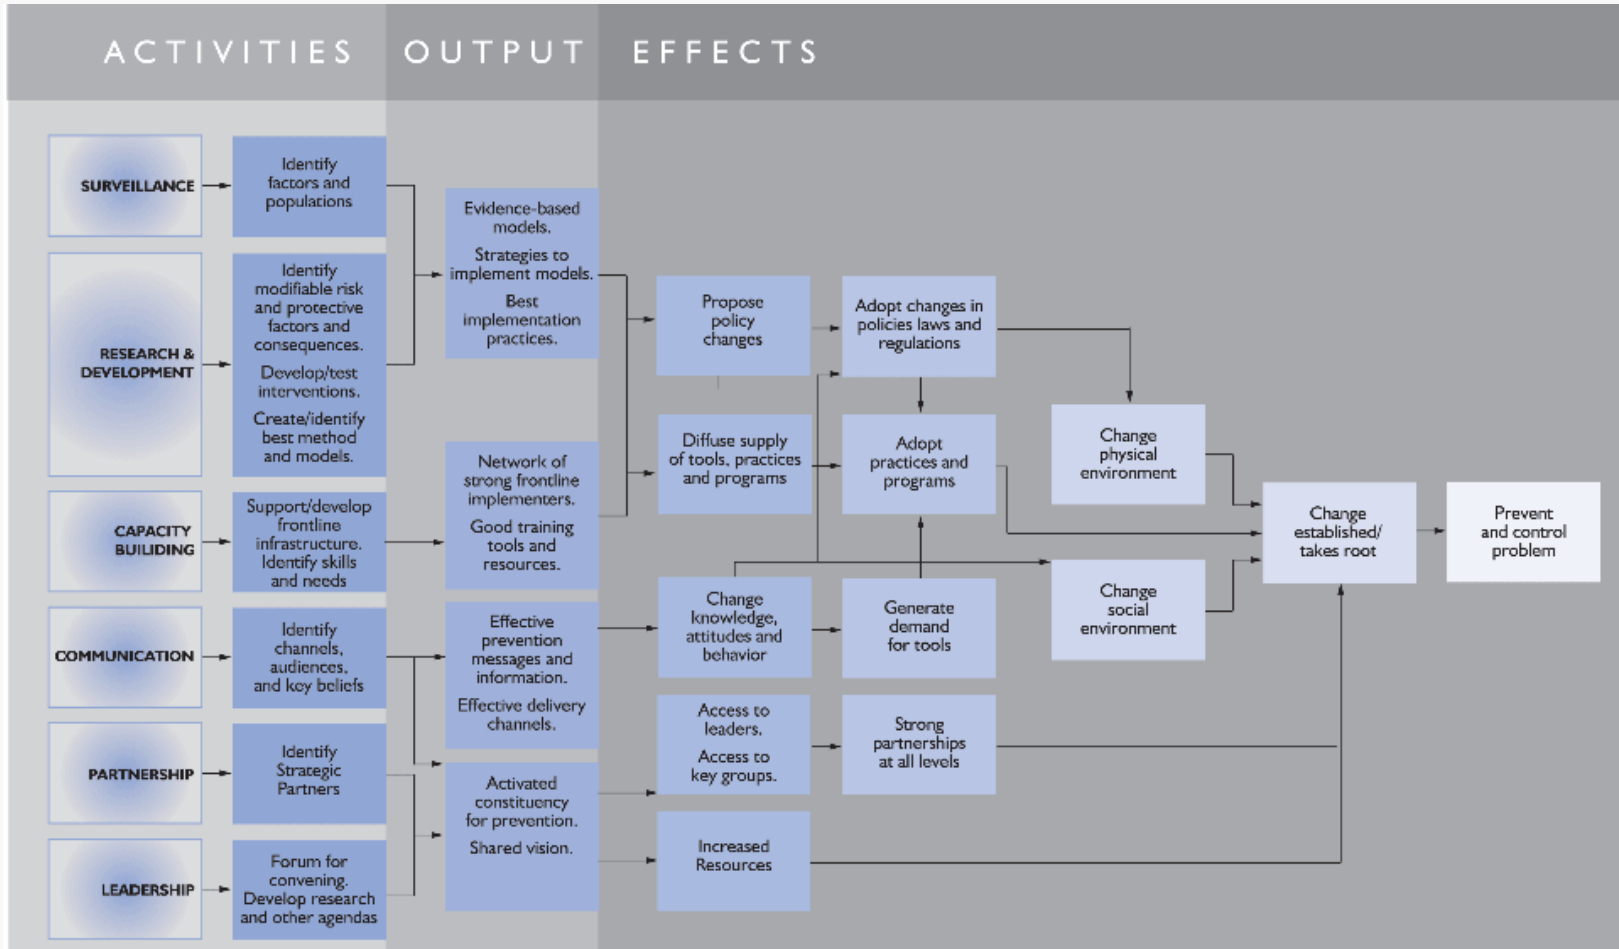 ACTIVITIES
OUTPUT
EFFECTS
SURVEILLANCE
Identify
factors and
populations
RESEARCH &
DEVELOPMENT
Identify
modifiable risk
and protective
factors and
consequences.
Develop/test
interventions.
Create/identify
best method
and models.
CAPACITY
BUILIDING
Support/develop
frontline
infrastructure.
Identify skills
and needs
COMMUNICATION
Identify
channels,
audiences,
and key beliefs
PARTNERSHIP
Identify
Strategic
Partners
LEADERSHIP
Forum for
convening.
Develop research
and other agendas
Evidence-based
models.
Strategies to
implement models.
Best
implementation
practices.
Network of
strong frontline
implementers.
Good training
tools and
resources.
Effective
prevention
messages and
information.
Effective delivery
channels.
Activated
constituency
for prevention.
Shared vision.
Propose
policy
changes
Diffuse supply
of tools, practices
and programs
Change
knowledge,
attitudes and
behavior
Access to
leaders.
Access to
key groups.
Increased
Resources
Adopt changes in
policies laws and
regulations
Adopt
practices and
programs
Generate
demand
for tools
Strong
partnerships
at all levels
Change
physical
environment
Change
social
environment
Change
established/
takes root
Prevent
and control
problem